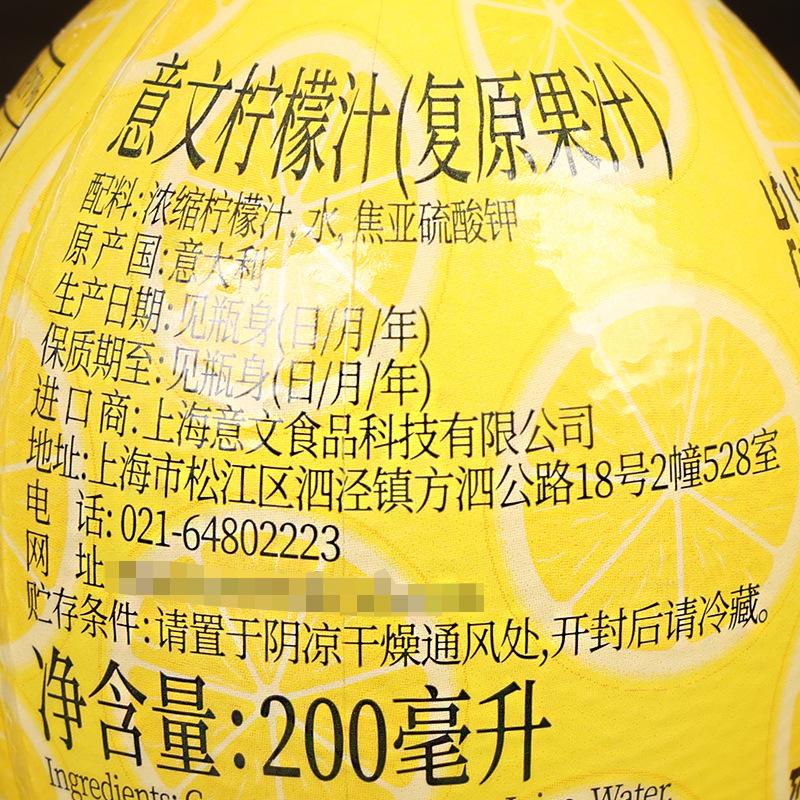 意文柠檬汁(复原果汁)
配料:浓缩柠檬汁, 水, 焦亚硫酸钾
原产国:意大利
生产日期:见瓶身(日/月/年)
保质期至:见瓶身(日/月/年)
进口商:上海意文食品科技有限公司
地址:上海市松江区泗泾镇方泗公路18号2幢528室
电 话:021-64802223
网 址
贮存条件:请置于阴凉干燥通风处,开封后请冷藏。
净含量:200毫升
Ingredients: Water